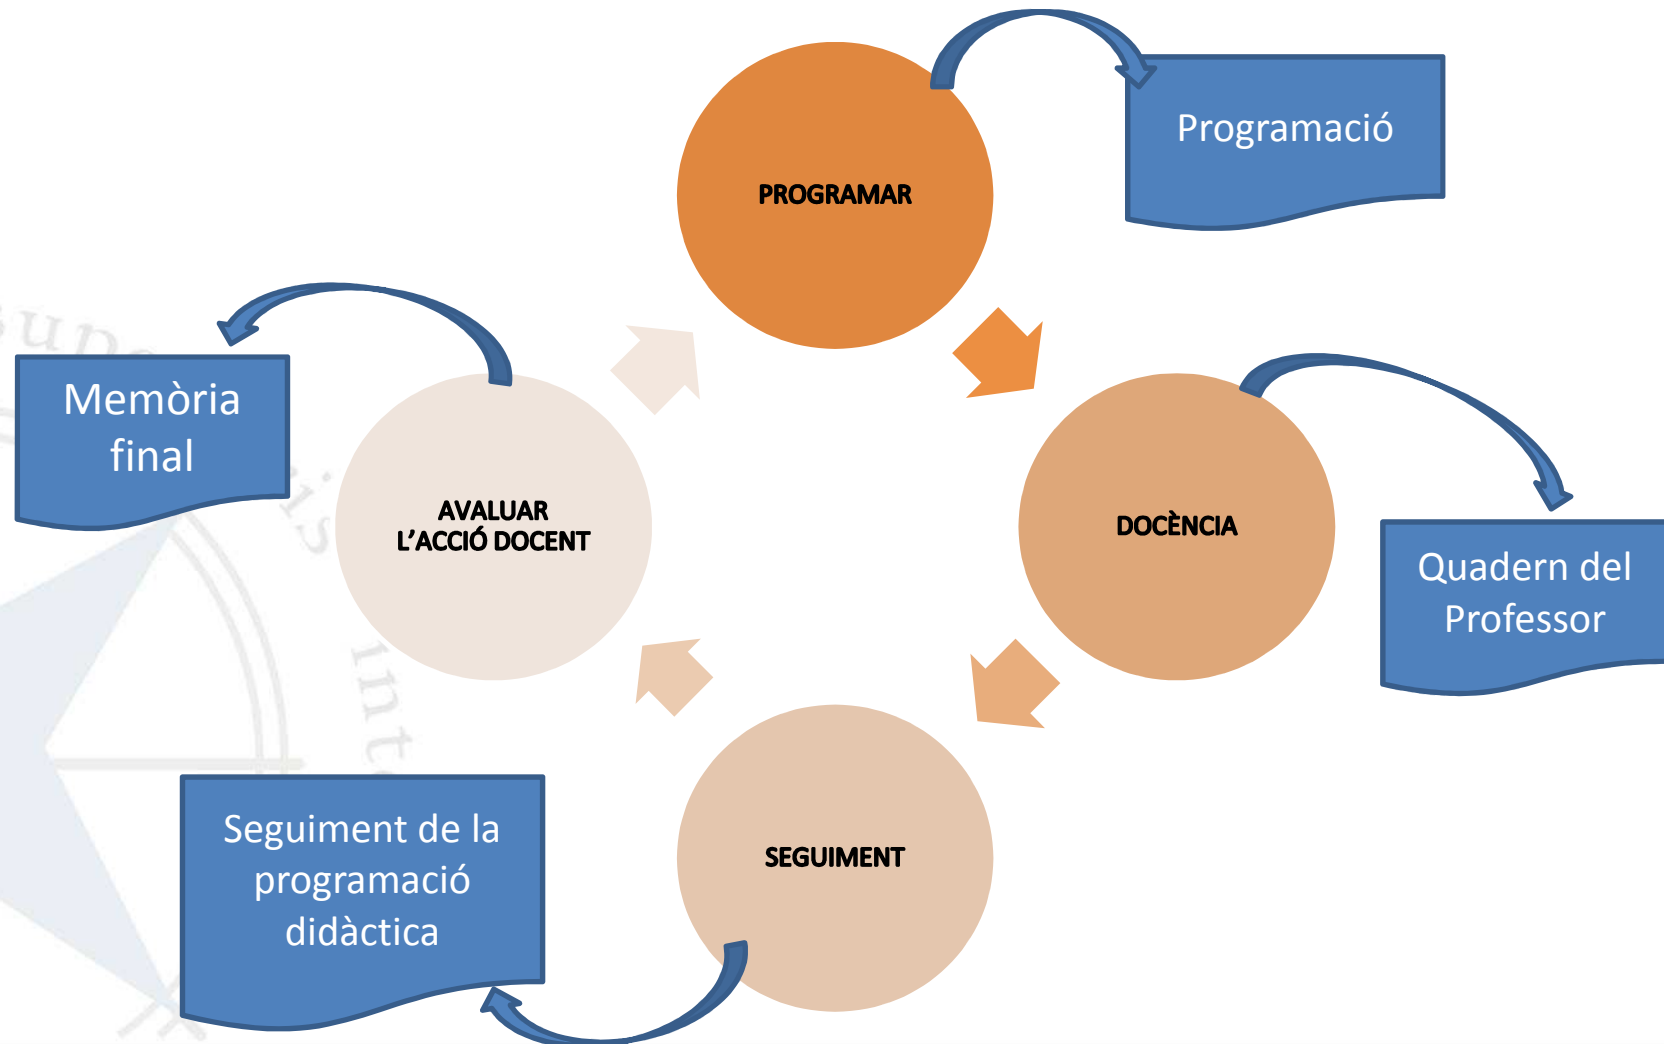 Programació
PROGRAMAR
Memòria
final
AVALUAR
L’ACCIÓ DOCENT
DOCÈNCIA
Quadern del
Professor
Seguiment de la
programació
didàctica
SEGUIMENT